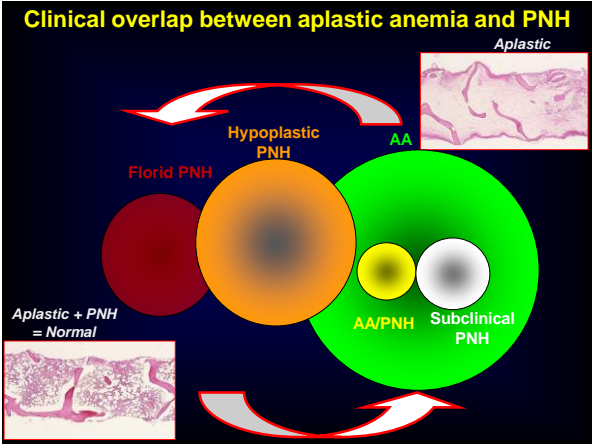 Clinical overlap between aplastic anemia and PNH
Aplastic
Hypoplastic
PNH
AA
Florid PNH
Aplastic + PNH
= Normal
AA/PNH
Subclinical
PNH